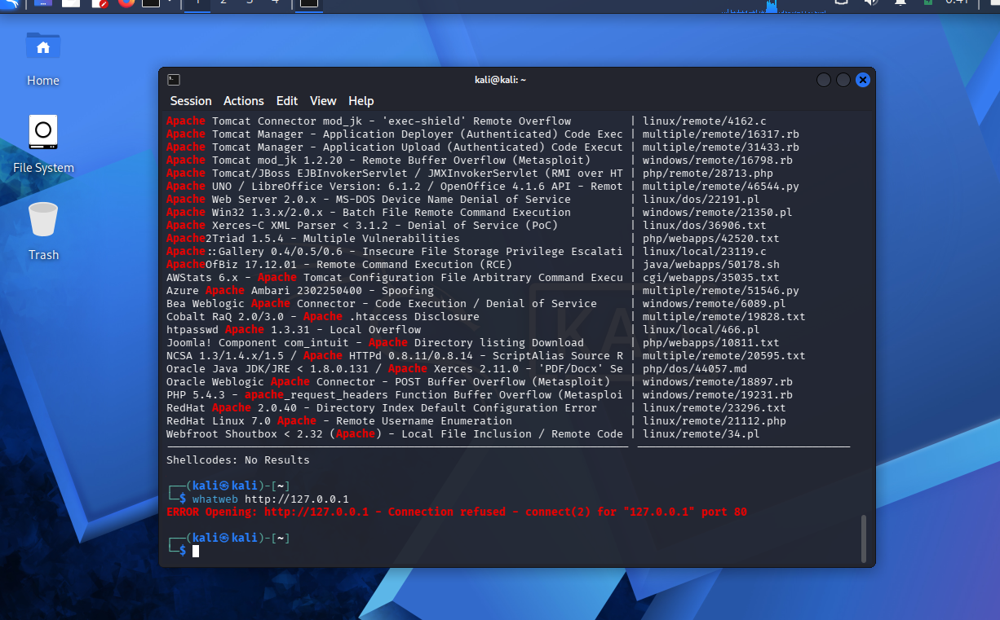 1 2 3 4 0:41
Home
File System
Trash
kali@kali: ~
Session Actions Edit View Help
Apache Tomcat Connector mod_jk - 'exec-shield' Remote Overflow | linux/remote/4162.c
Apache Tomcat Manager - Application Deployer (Authenticated) Code Exec | multiple/remote/16317.rb
Apache Tomcat Manager - Application Upload (Authenticated) Code Execut | multiple/remote/31433.rb
Apache Tomcat mod_jk 1.2.20 - Remote Buffer Overflow (Metasploit) | windows/remote/16798.rb
Apache Tomcat/JBoss EJBInvokerServlet / JMXInvokerServlet (RMI over HT | php/remote/28713.php
Apache UNO / LibreOffice Version: 6.1.2 / OpenOffice 4.1.6 API - Remot | multiple/remote/46544.py
Apache Web Server 2.0.x - MS-DOS Device Name Denial of Service | linux/dos/22191.pl
Apache Win32 1.3.x/2.0.x - Batch File Remote Command Execution | windows/remote/21350.pl
Apache Xerces-C XML Parser < 3.1.2 - Denial of Service (PoC) | linux/dos/36906.txt
Apache2Triad 1.5.4 - Multiple Vulnerabilities | php/webapps/42520.txt
Apache::Gallery 0.4/0.5/0.6 - Insecure File Storage Privilege Escalati | linux/local/23119.c
ApacheOfBiz 17.12.01 - Remote Command Execution (RCE) | java/webapps/50178.sh
AWStats 6.x - Apache Tomcat Configuration File Arbitrary Command Execu | cgi/webapps/35035.txt
Azure Apache Ambari 2302250400 - Spoofing | multiple/remote/51546.py
Bea Weblogic Apache Connector - Code Execution / Denial of Service | windows/remote/6089.pl
Cobalt RaQ 2.0/3.0 - Apache .htaccess Disclosure | multiple/remote/19828.txt
htpasswd Apache 1.3.31 - Local Overflow | linux/local/466.pl
Joomla! Component com_intuit - Apache Directory listing Download | php/webapps/10811.txt
NCSA 1.3/1.4.x/1.5 / Apache HTTPd 0.8.11/0.8.14 - ScriptAlias Source R | multiple/remote/20595.txt
Oracle Java JDK/JRE < 1.8.0.131 / Apache Xerces 2.11.0 - 'PDF/Docx' Se | php/dos/44057.md
Oracle Weblogic Apache Connector - POST Buffer Overflow (Metasploit) | windows/remote/18897.rb
PHP 5.4.3 - apache_request_headers Function Buffer Overflow (Metasploi | windows/remote/19231.rb
RedHat Apache 2.0.40 - Directory Index Default Configuration Error | linux/remote/23296.txt
RedHat Linux 7.0 Apache - Remote Username Enumeration | linux/remote/21112.php
Webfroot Shoutbox < 2.32 (Apache) - Local File Inclusion / Remote Code | linux/remote/34.pl
Shellcodes: No Results
┌──(kali㉿kali)-[~]
└─$ whatweb http://127.0.0.1
ERROR Opening: http://127.0.0.1 - Connection refused - connect(2) for "127.0.0.1" port 80
┌──(kali㉿kali)-[~]
└─$